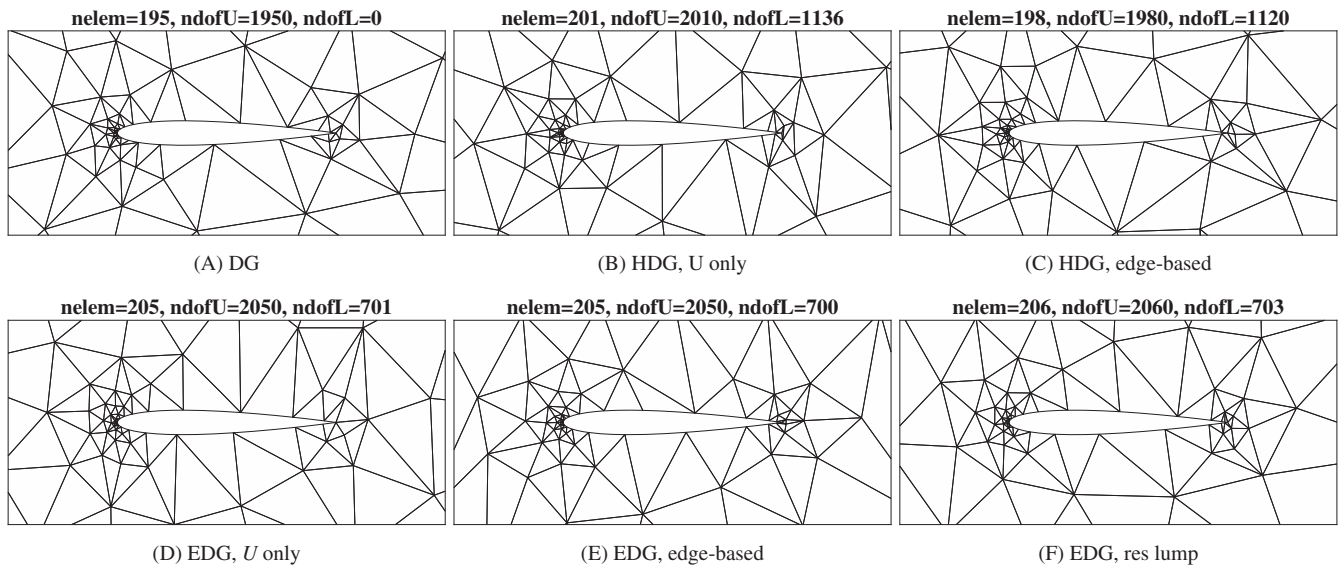 nelem=195, ndofU=1950, ndofL=0
nelem=201, ndofU=2010, ndofL=1136
nelem=198, ndofU=1980, ndofL=1120
(A) DG
(B) HDG, U only
(C) HDG, edge-based
nelem=205, ndofU=2050, ndofL=701
nelem=205, ndofU=2050, ndofL=700
nelem=206, ndofU=2060, ndofL=703
(D) EDG, U only
(E) EDG, edge-based
(F) EDG, res lump